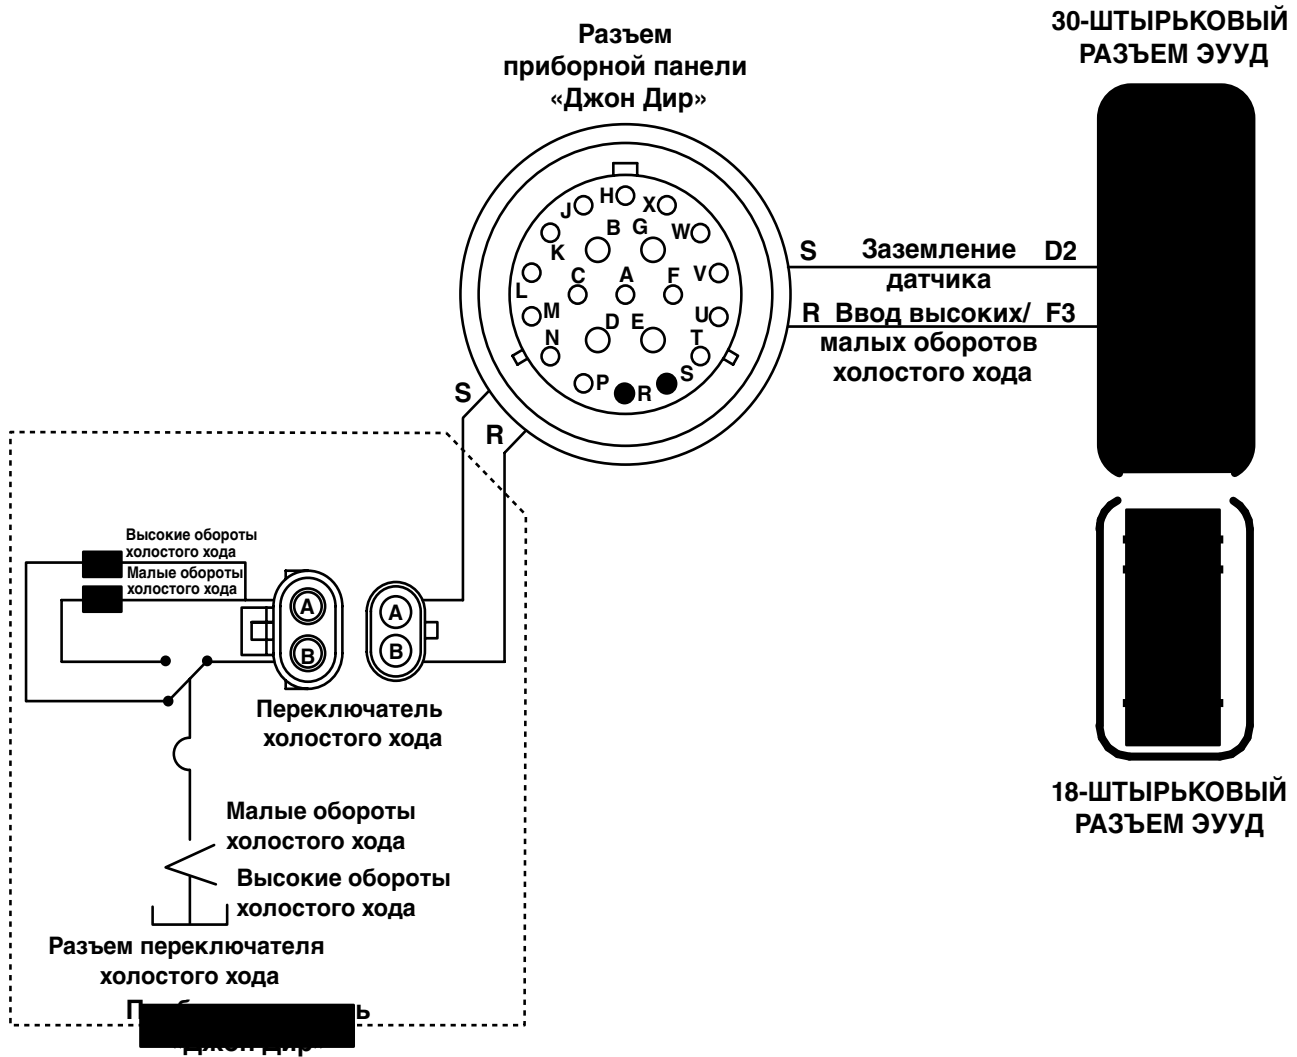 30-ШТЫРЬКОВЫЙ
РАЗЪЕМ ЭУУД
Разъем
приборной панели
«Джон Дир»
H
J
X
B
G
W
K
C
A
F
V
L
M
D
E
U
N
T
P
R
S
S
Заземление
датчика
D2
R
Ввод высоких/
малых оборотов
холостого хода
F3
S
R
Высокие обороты
холостого хода
Малые обороты
холостого хода
A
B
A
B
Переключатель
холостого хода
Малые обороты
холостого хода
Высокие обороты
холостого хода
Разъем переключателя
холостого хода
«Джон Дир»
18-ШТЫРЬКОВЫЙ
РАЗЪЕМ ЭУУД